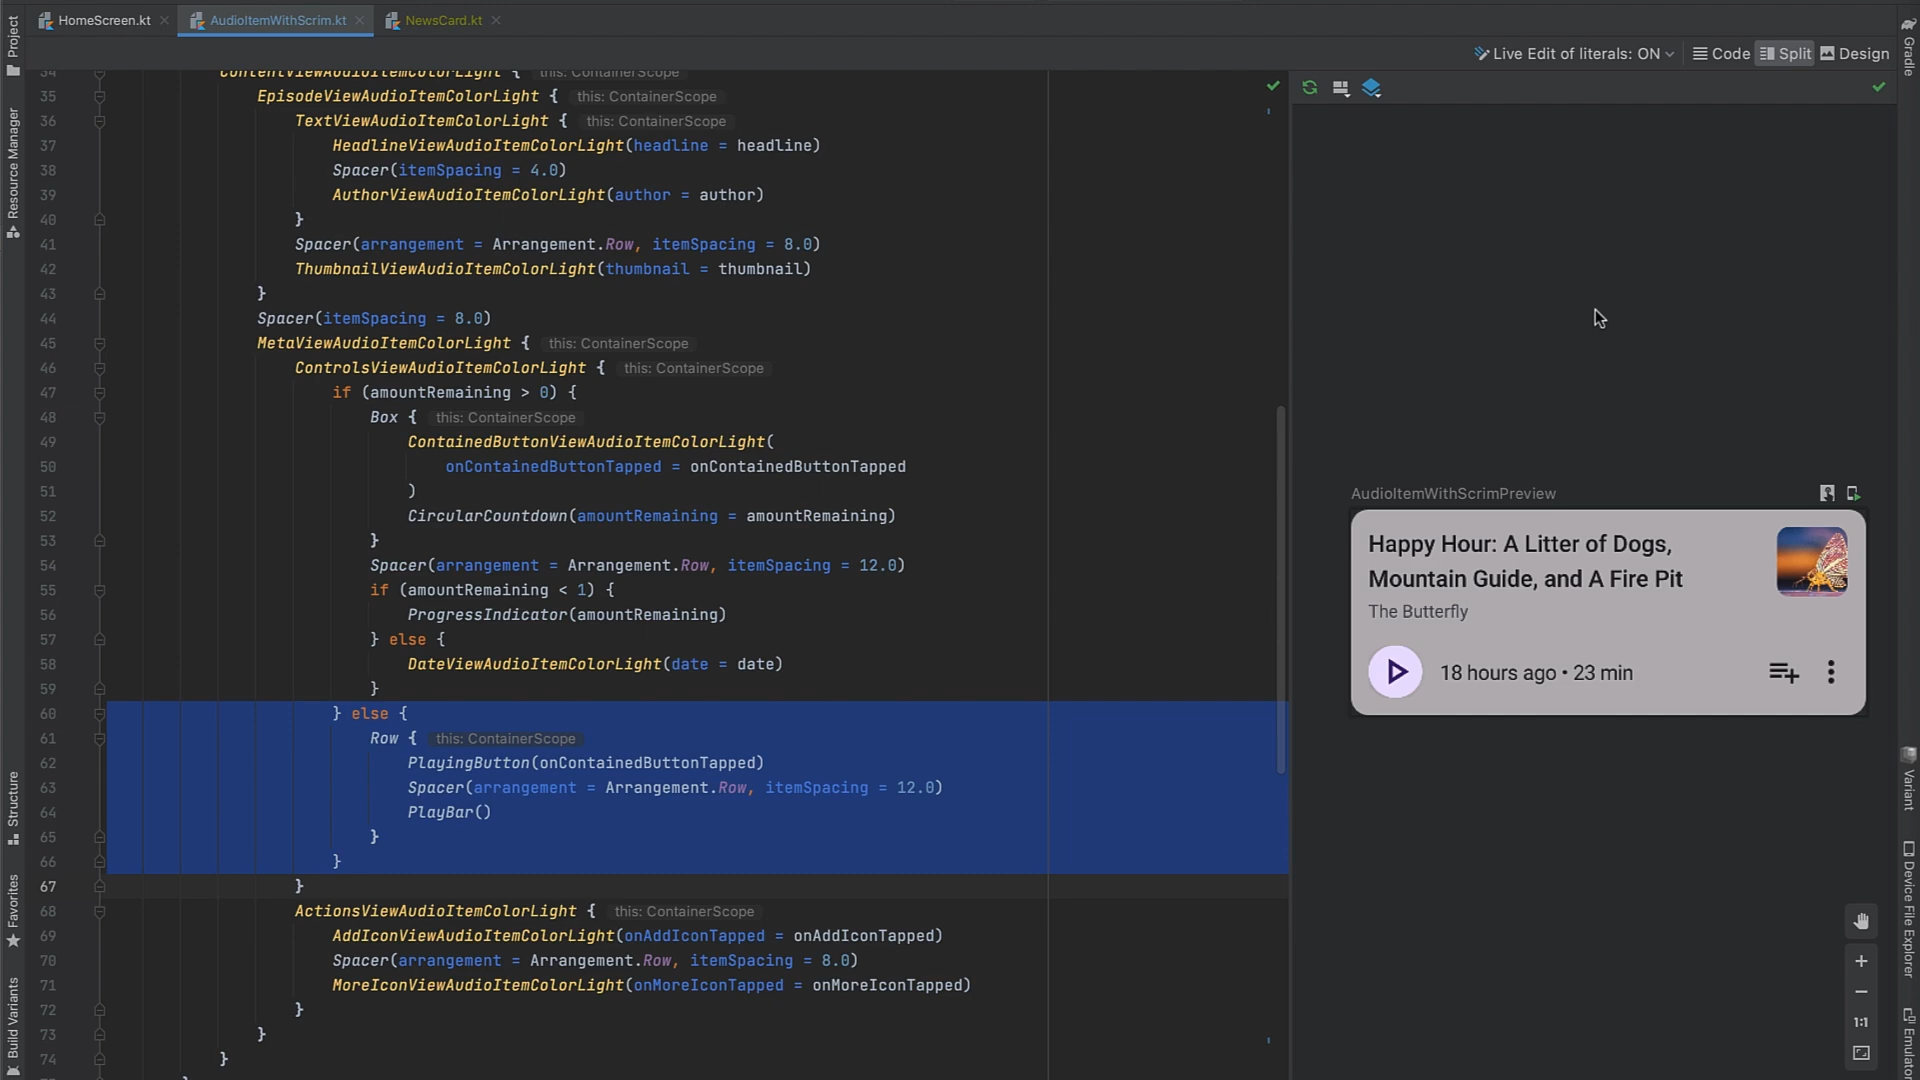 HomeScreen.kt
AudioItemWithScrim.kt
NewsCard.kt
Live Edit of literals: ON
Code
Split
Design
Project
Resource Manager
Structure
Favorites
Build Variants
34 ContentViewAudioItemColorLight { this: ContainerScope
35 EpisodeViewAudioItemColorLight { this: ContainerScope
36 TextViewAudioItemColorLight { this: ContainerScope
37 HeadlineViewAudioItemColorLight(headline = headline)
38 Spacer(itemSpacing = 4.0)
39 AuthorViewAudioItemColorLight(author = author)
40 }
41 Spacer(arrangement = Arrangement.Row, itemSpacing = 8.0)
42 ThumbnailViewAudioItemColorLight(thumbnail = thumbnail)
43 }
44 Spacer(itemSpacing = 8.0)
45 MetaViewAudioItemColorLight { this: ContainerScope
46 ControlsViewAudioItemColorLight { this: ContainerScope
47 if (amountRemaining > 0) {
48 Box { this: ContainerScope
49 ContainedButtonViewAudioItemColorLight(
50 onContainedButtonTapped = onContainedButtonTapped
51 )
52 CircularCountdown(amountRemaining = amountRemaining)
53 }
54 Spacer(arrangement = Arrangement.Row, itemSpacing = 12.0)
55 if (amountRemaining < 1) {
56 ProgressIndicator(amountRemaining)
57 } else {
58 DateViewAudioItemColorLight(date = date)
59 }
60 } else {
61 Row { this: ContainerScope
62 PlayingButton(onContainedButtonTapped)
63 Spacer(arrangement = Arrangement.Row, itemSpacing = 12.0)
64 PlayBar()
65 }
66 }
67 }
68 ActionsViewAudioItemColorLight { this: ContainerScope
69 AddIconViewAudioItemColorLight(onAddIconTapped = onAddIconTapped)
70 Spacer(arrangement = Arrangement.Row, itemSpacing = 8.0)
71 MoreIconViewAudioItemColorLight(onMoreIconTapped = onMoreIconTapped)
72 }
73 }
74 }
AudioItemWithScrimPreview
Happy Hour: A Litter of Dogs,
Mountain Guide, and A Fire Pit
The Butterfly
18 hours ago • 23 min
1:1
Gradle
Variant
Device File Explorer
Emulator